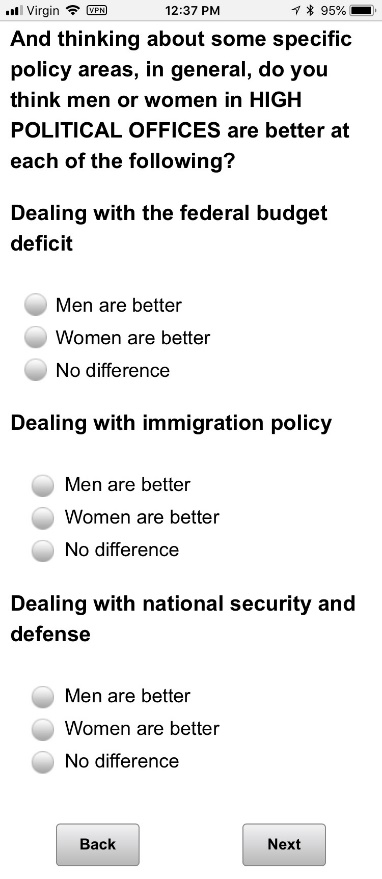 Virgin VPN 12:37 PM 95%
And thinking about some specific
policy areas, in general, do you
think men or women in HIGH
POLITICAL OFFICES are better at
each of the following?
Dealing with the federal budget
deficit
Men are better
Women are better
No difference
Dealing with immigration policy
Men are better
Women are better
No difference
Dealing with national security and
defense
Men are better
Women are better
No difference
Back Next